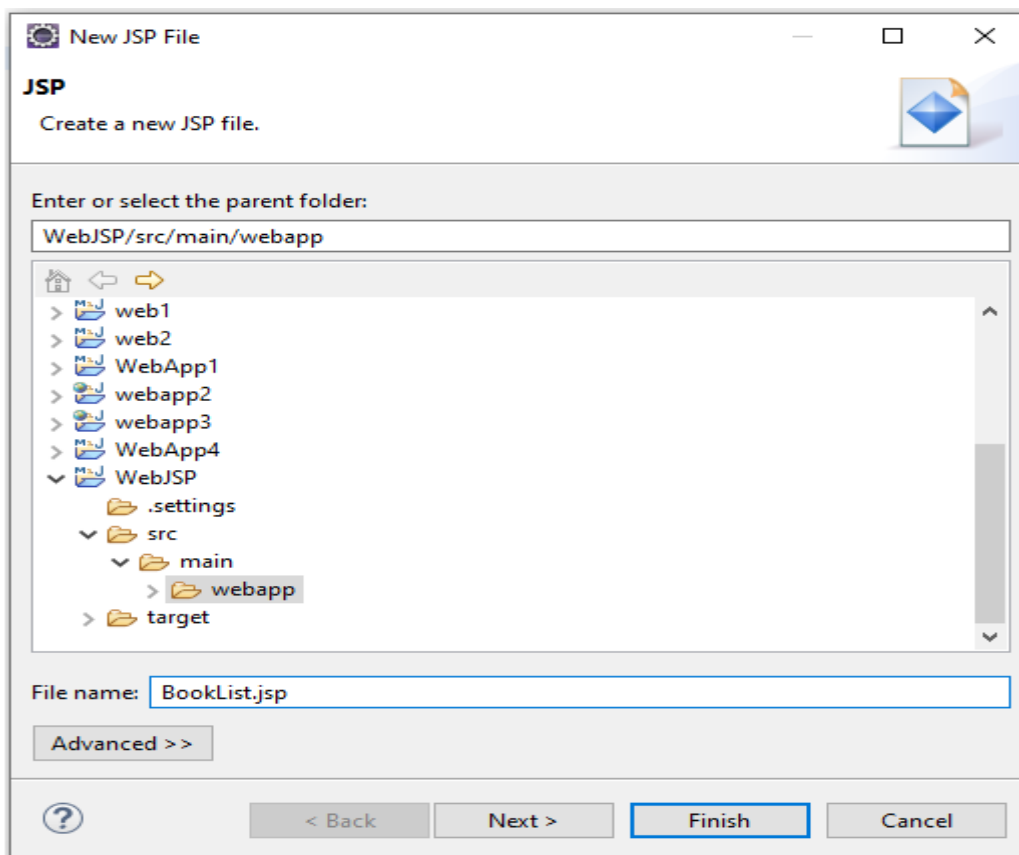 New JSP File
JSP
Create a new JSP file.
Enter or select the parent folder:
WebJSP/src/main/webapp
web1
web2
WebApp1
webapp2
webapp3
WebApp4
WebJSP
.settings
src
main
webapp
target
File name: BookList.jsp
Advanced >>
? < Back Next > Finish Cancel